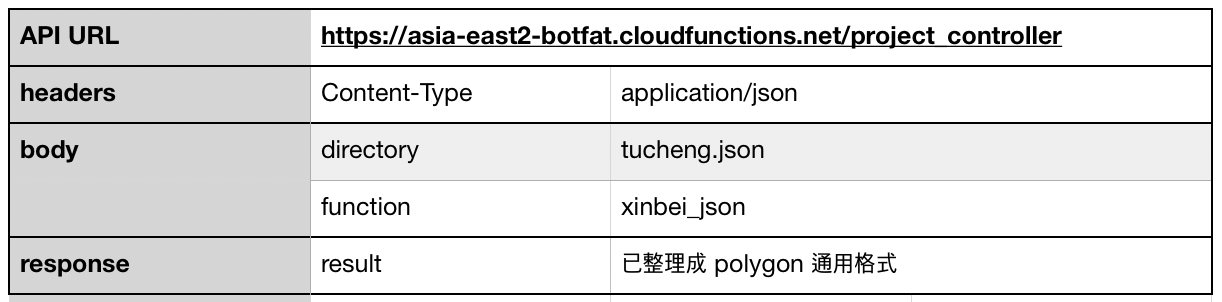 API URL https://asia-east2-botfat.cloudfunctions.net/project_controller
headers Content-Type application/json
body directory tucheng.json
function xinbei_json
response result 已整理成 polygon 通用格式